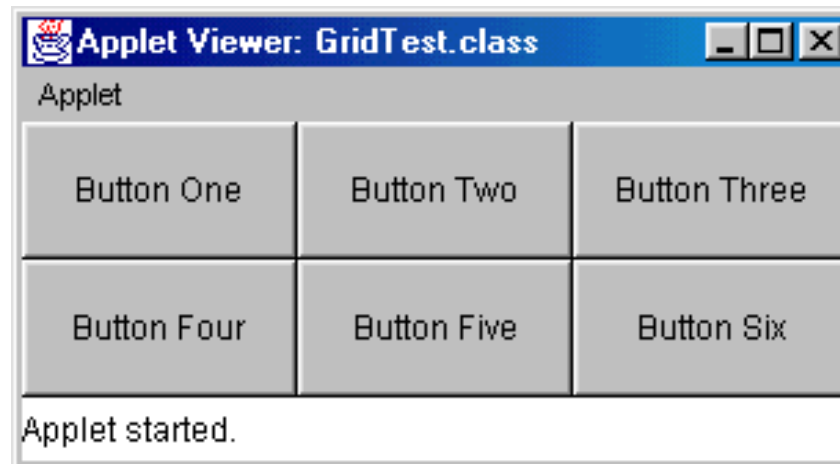 Applet Viewer: GridTest.class
Applet
Button One Button Two Button Three
Button Four Button Five Button Six
Applet started.